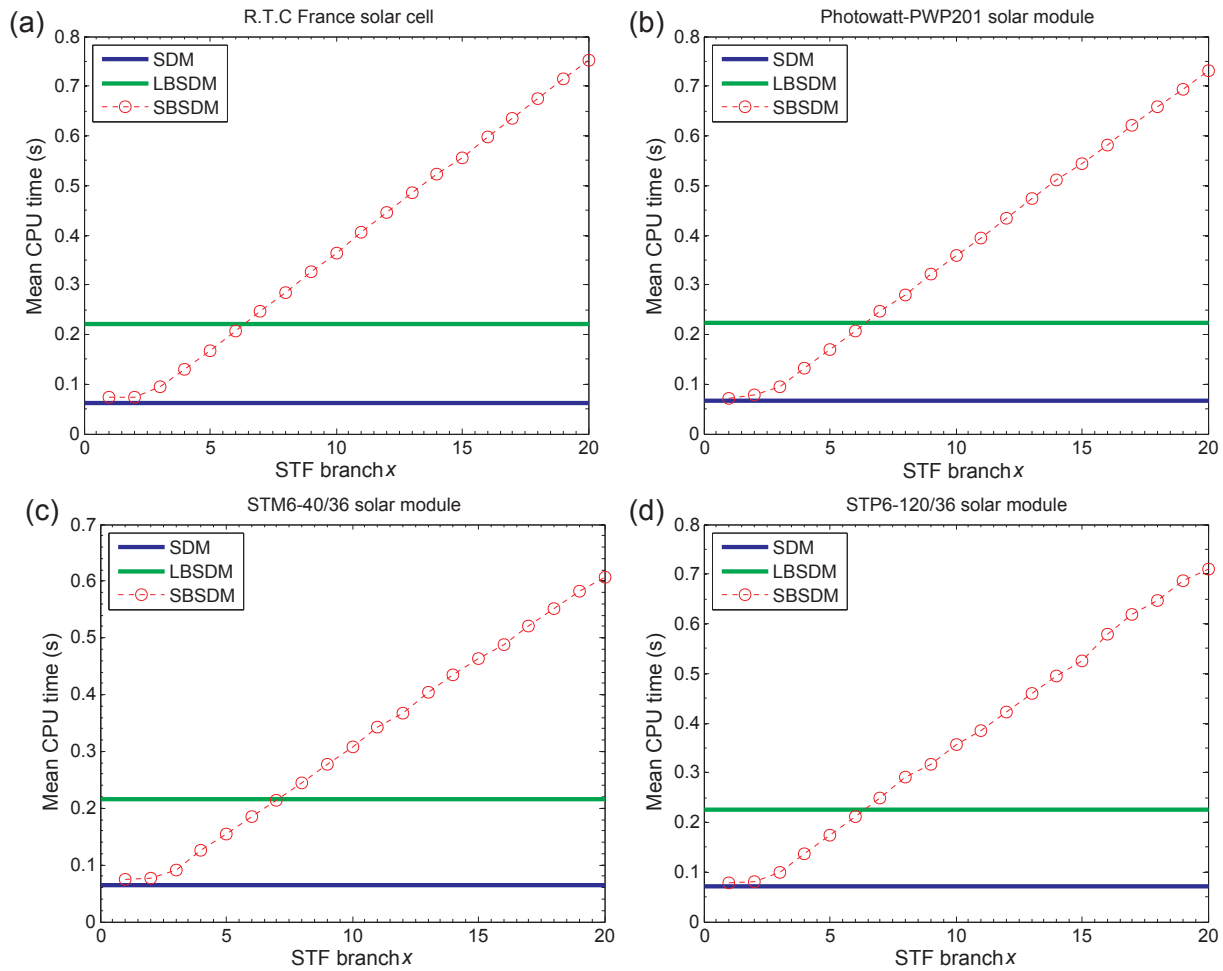 (a)
R.T.C France solar cell
0.8
0.7
0.6
0.5
0.4
0.3
0.2
0.1
0
Mean CPU time (s)
SDM
LBSDM
SBSDM
0 5 10 15 20
STF branch x
(b)
Photowatt-PWP201 solar module
0.8
0.7
0.6
0.5
0.4
0.3
0.2
0.1
0
Mean CPU time (s)
SDM
LBSDM
SBSDM
0 5 10 15 20
STF branch x
(c)
STM6-40/36 solar module
0.7
0.6
0.5
0.4
0.3
0.2
0.1
0
Mean CPU time (s)
SDM
LBSDM
SBSDM
0 5 10 15 20
STF branch x
(d)
STP6-120/36 solar module
0.8
0.7
0.6
0.5
0.4
0.3
0.2
0.1
0
Mean CPU time (s)
SDM
LBSDM
SBSDM
0 5 10 15 20
STF branch x